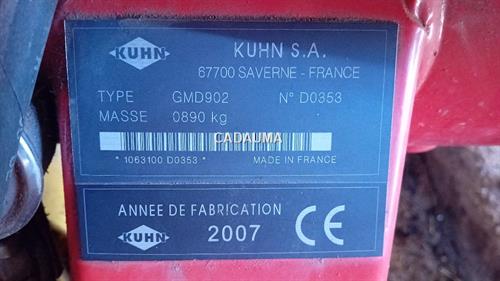 KUHN
KUHN S.A.
67700 SAVERNE - FRANCE
TYPE GMD902 N° D0353
MASSE 0890 kg
CADAUMA
* 1063100 D0353 * MADE IN FRANCE
ANNEE DE FABRICATION
KUHN 2007 CE